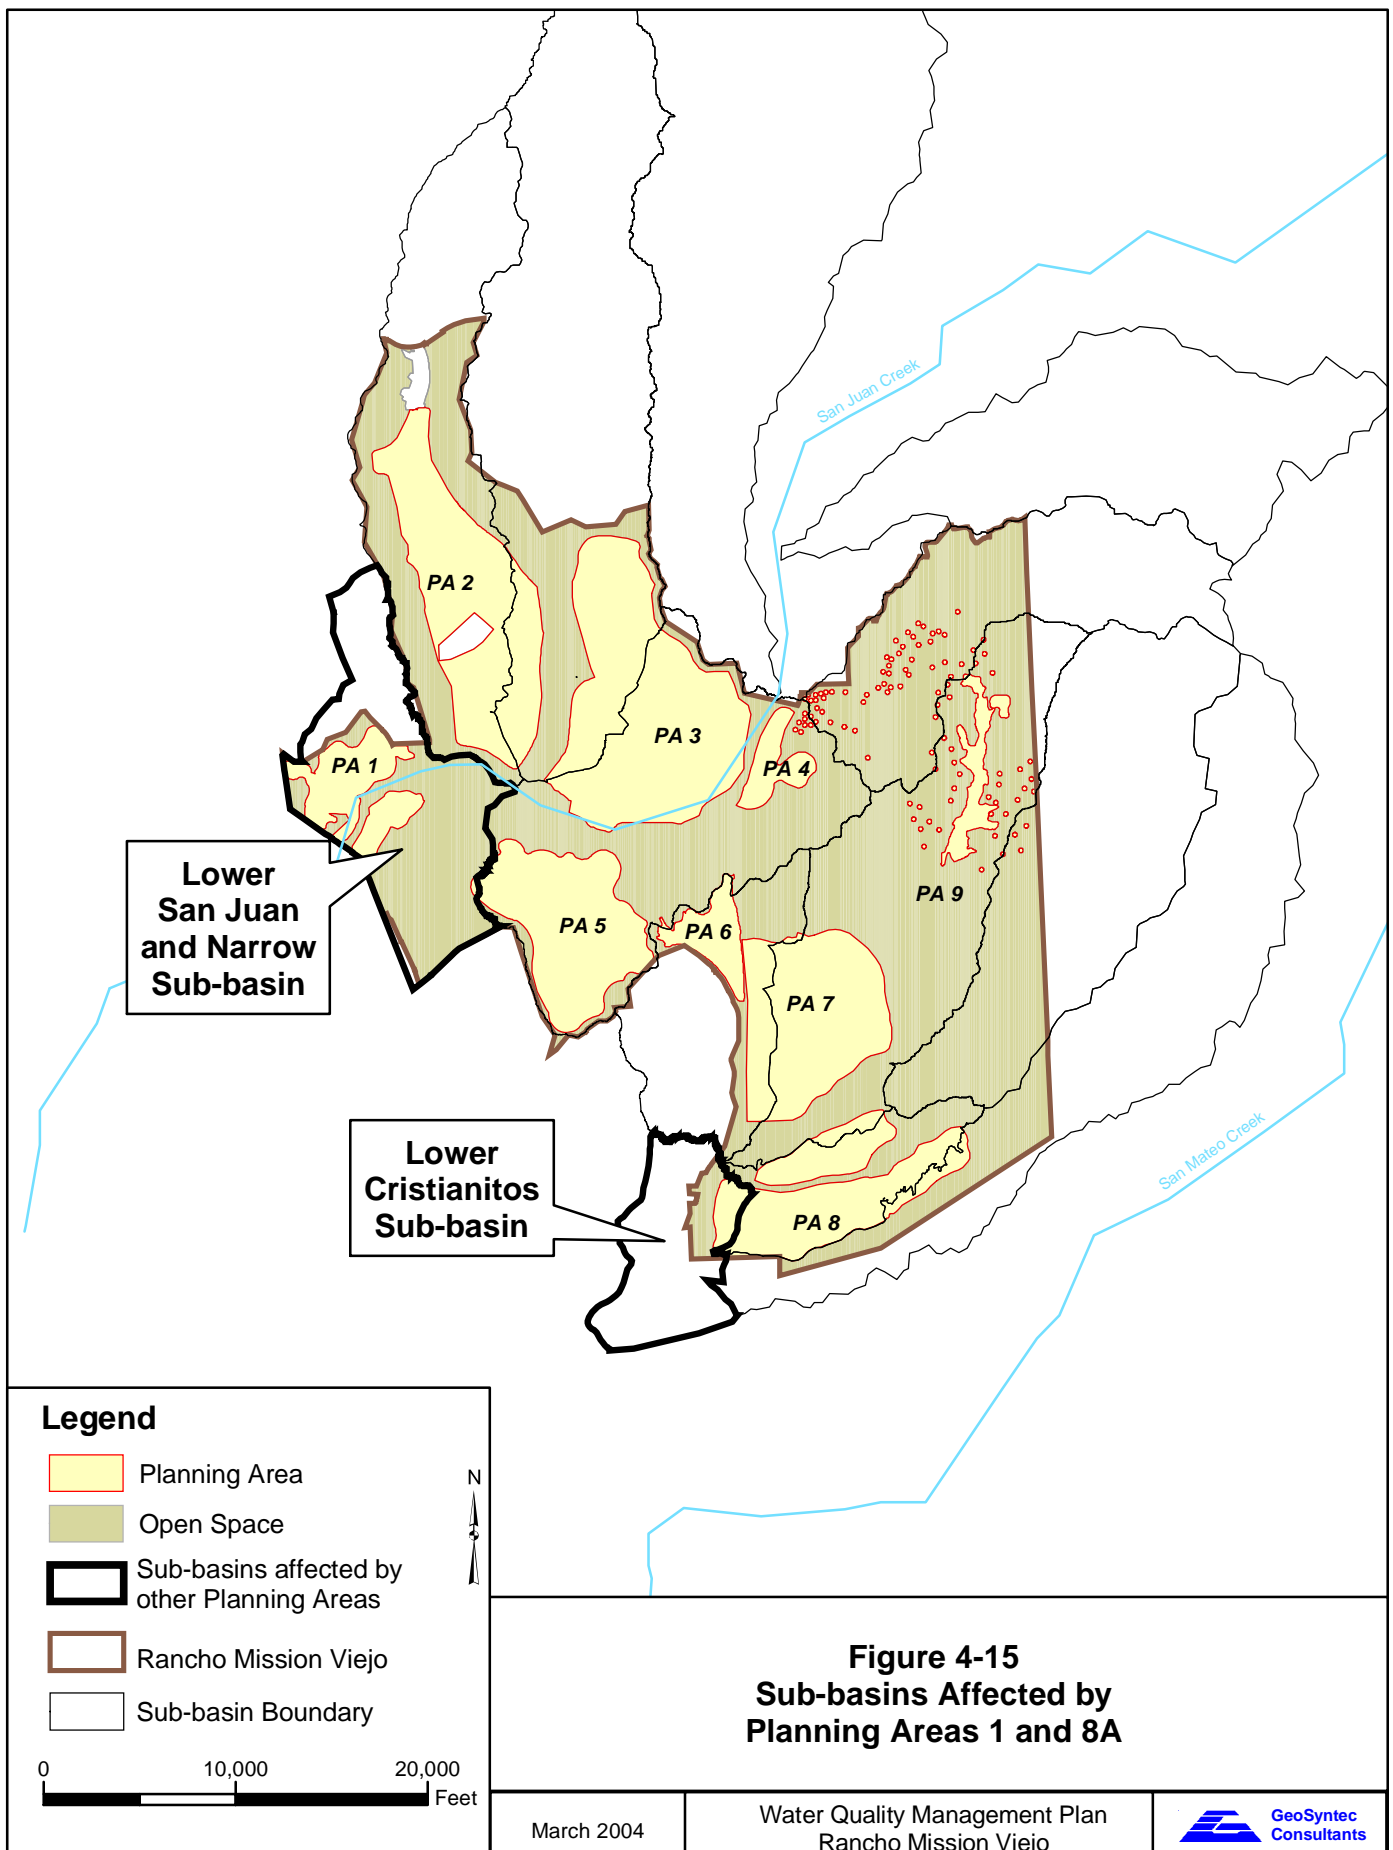 San Juan Creek
PA 2
PA 3
PA 1
PA 4
Lower
San Juan
and Narrow
Sub-basin
PA 9
PA 5
PA 6
PA 7
Lower
Cristianitos
Sub-basin
San Mateo Creek
PA 8
Legend
Planning Area
Open Space
Sub-basins affected by
other Planning Areas
Rancho Mission Viejo
Sub-basin Boundary
N
0 10,000 20,000
Feet
Figure 4-15
Sub-basins Affected by
Planning Areas 1 and 8A
March 2004
Water Quality Management Plan
Rancho Mission Viejo
GeoSyntec
Consultants